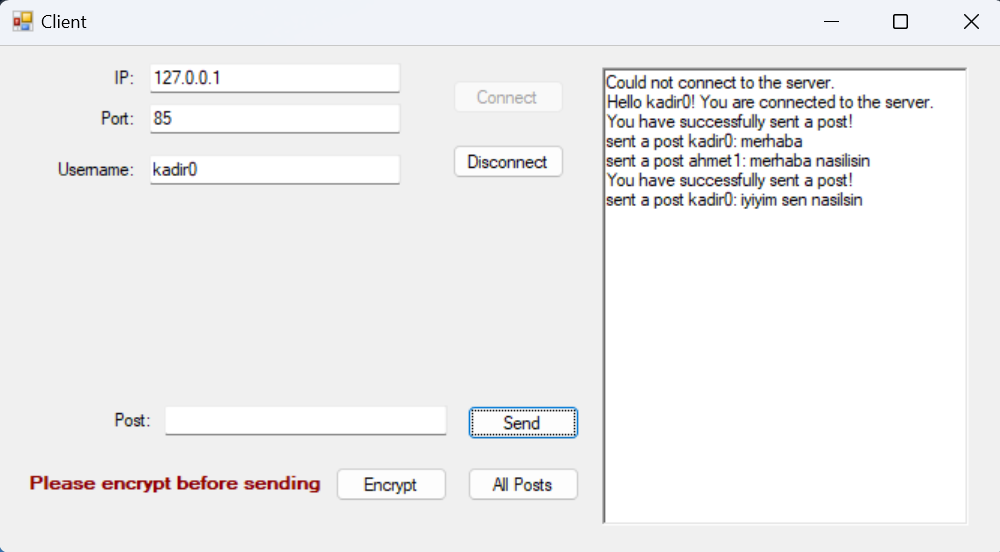 Client
IP: 127.0.0.1
Connect
Port: 85
Disconnect
Username: kadir0
Could not connect to the server.
Hello kadir0! You are connected to the server.
You have successfully sent a post!
sent a post kadir0: merhaba
sent a post ahmet1: merhaba nasilisin
You have successfully sent a post!
sent a post kadir0: iyiyim sen nasilsin
Post:
Send
Please encrypt before sending
Encrypt
All Posts